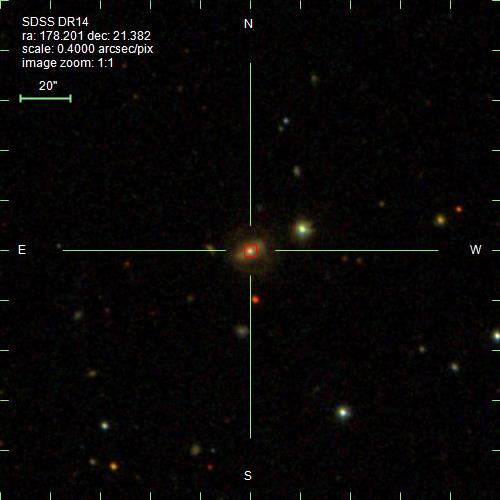 SDSS DR14
ra: 178.201 dec: 21.382
scale: 0.4000 arcsec/pix
image zoom: 1:1
20"
N
E
W
S